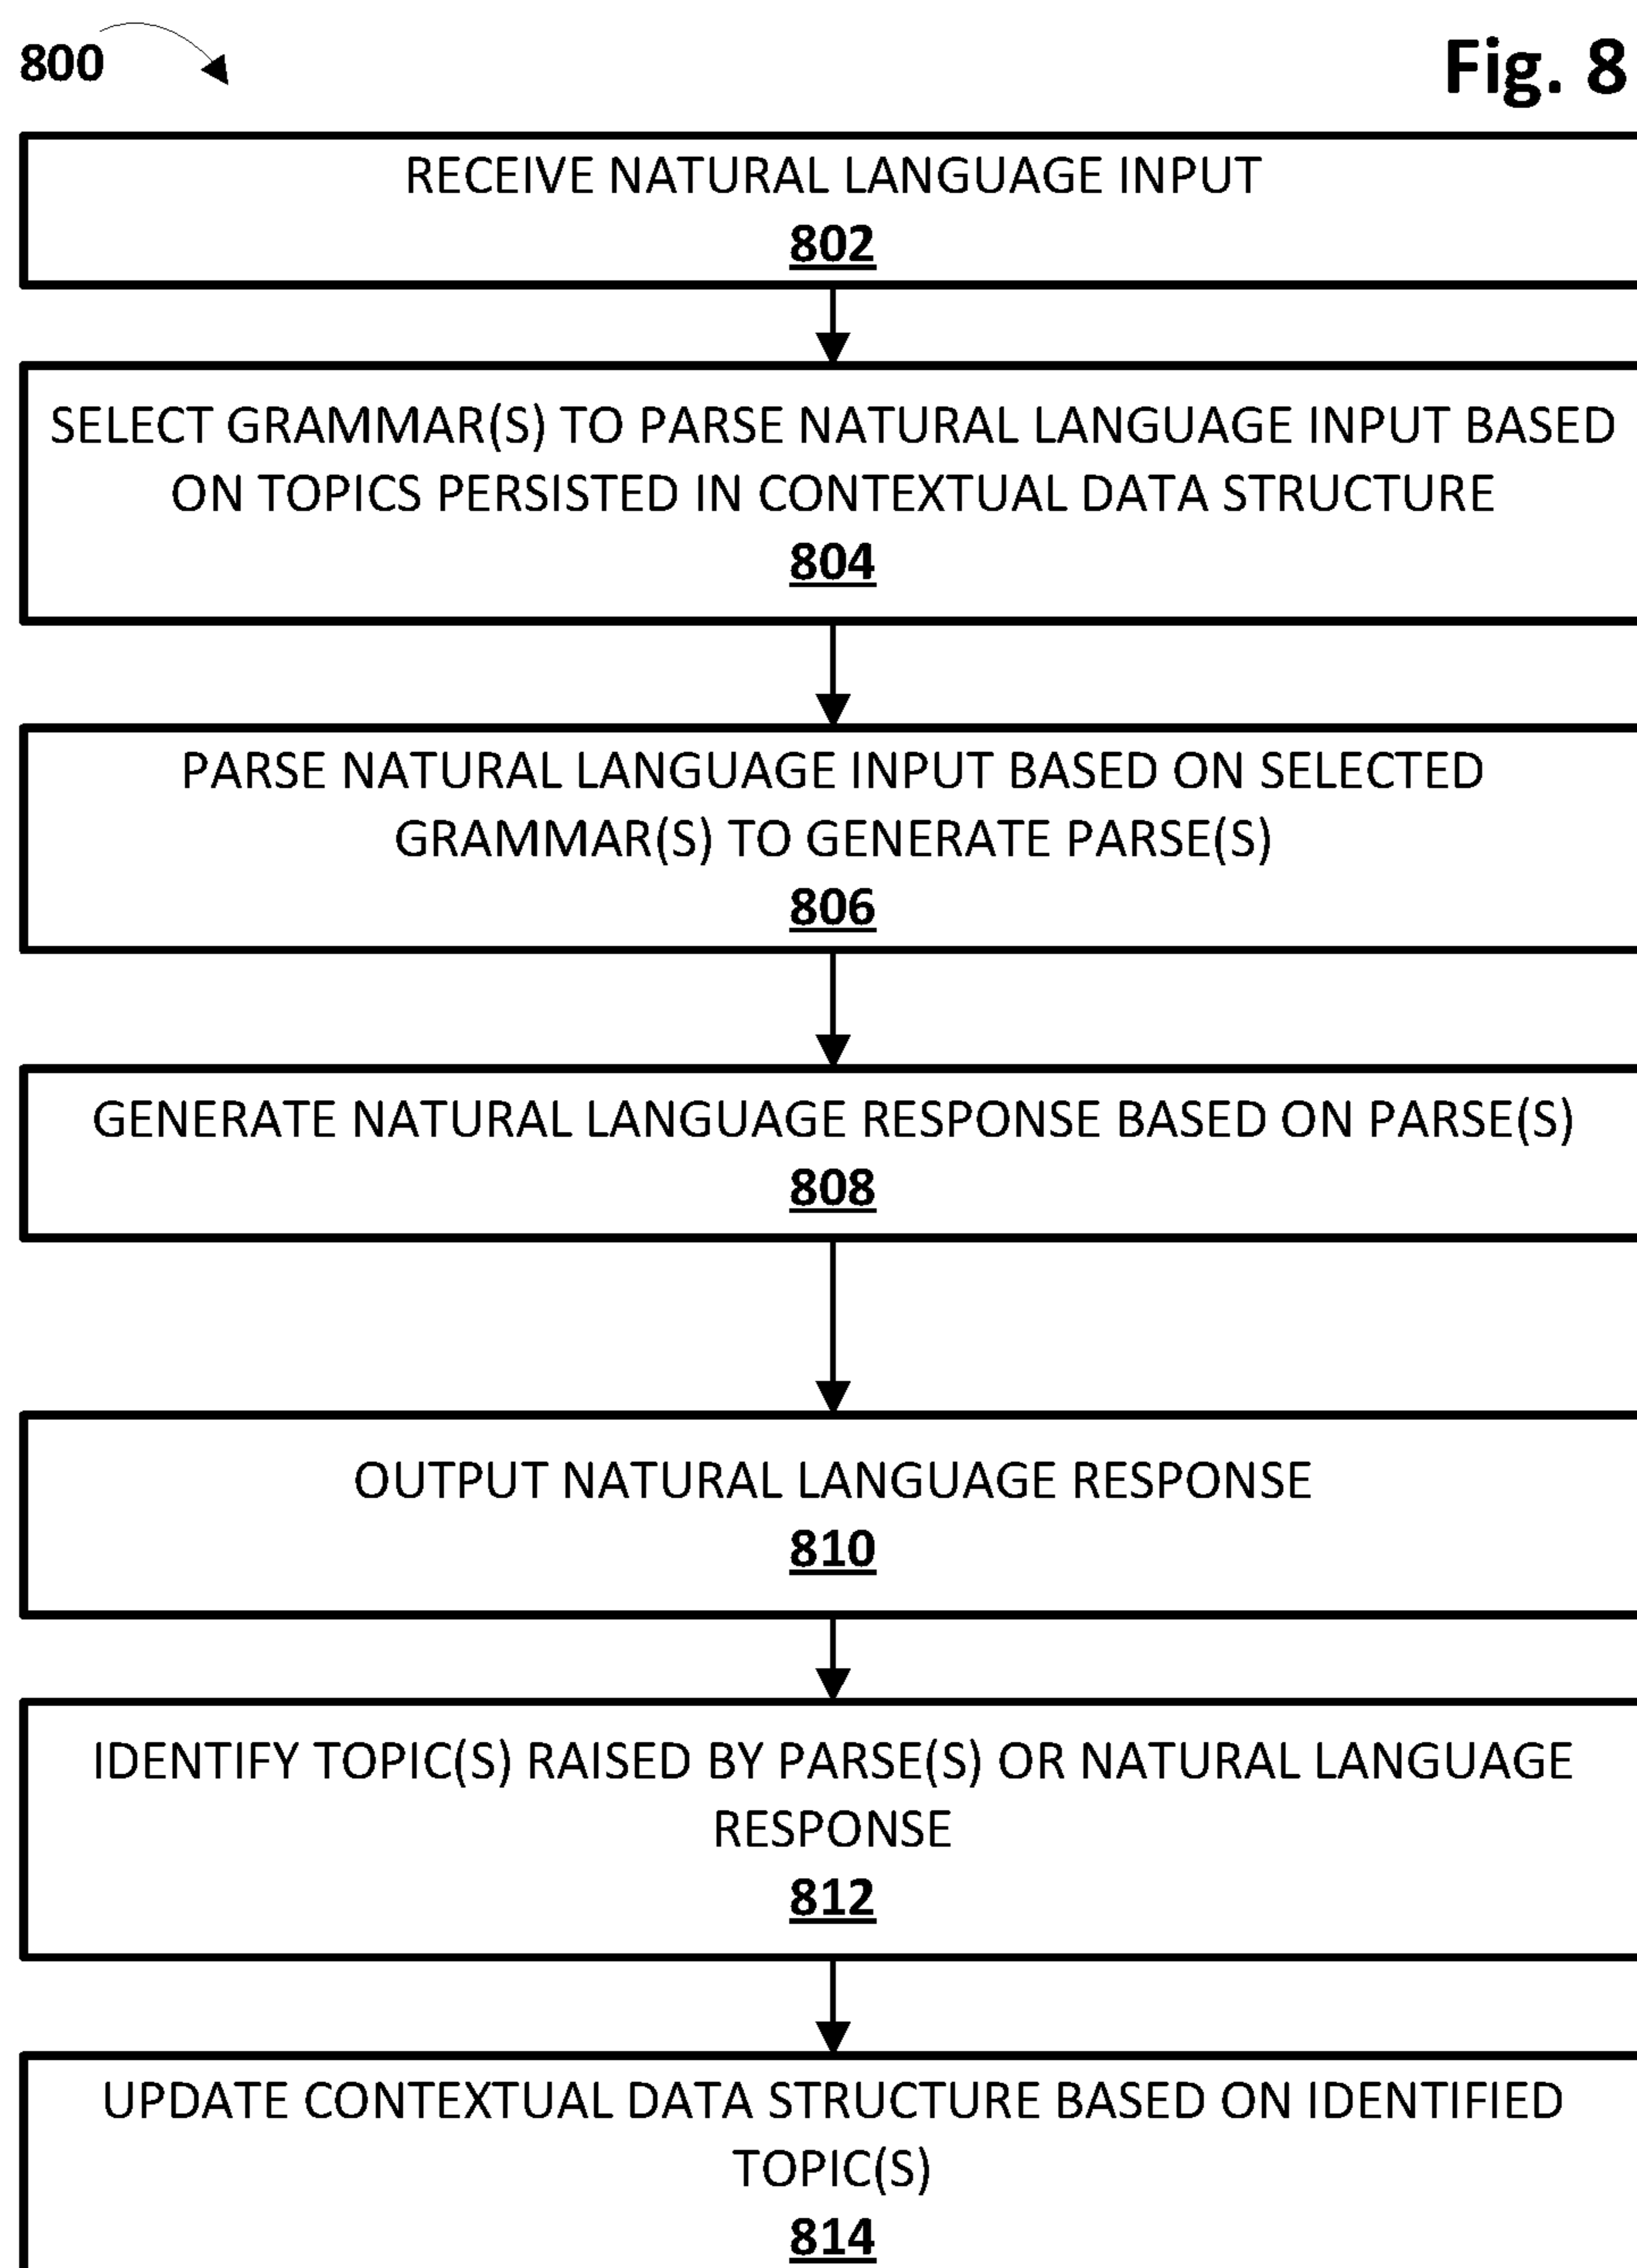 800
Fig. 8
RECEIVE NATURAL LANGUAGE INPUT
802
SELECT GRAMMAR(S) TO PARSE NATURAL LANGUAGE INPUT BASED
ON TOPICS PERSISTED IN CONTEXTUAL DATA STRUCTURE
804
PARSE NATURAL LANGUAGE INPUT BASED ON SELECTED
GRAMMAR(S) TO GENERATE PARSE(S)
806
GENERATE NATURAL LANGUAGE RESPONSE BASED ON PARSE(S)
808
OUTPUT NATURAL LANGUAGE RESPONSE
810
IDENTIFY TOPIC(S) RAISED BY PARSE(S) OR NATURAL LANGUAGE
RESPONSE
812
UPDATE CONTEXTUAL DATA STRUCTURE BASED ON IDENTIFIED
TOPIC(S)
814